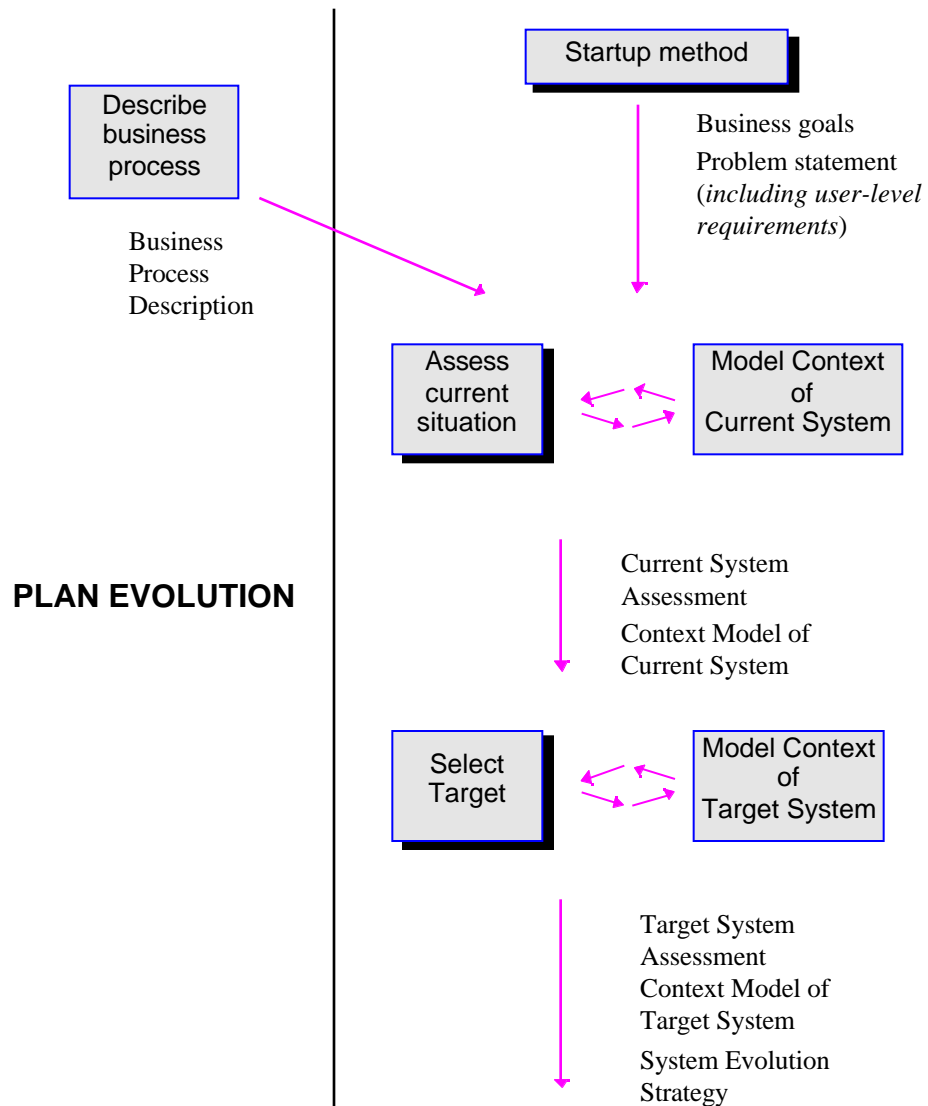 Startup method
Describe
business
process
Business goals
Problem statement
(including user-level
requirements)
Business
Process
Description
Assess
current
situation
Model Context
of
Current System
PLAN EVOLUTION
Current System
Assessment
Context Model of
Current System
Select
Target
Model Context
of
Target System
Target System
Assessment
Context Model of
Target System
System Evolution
Strategy